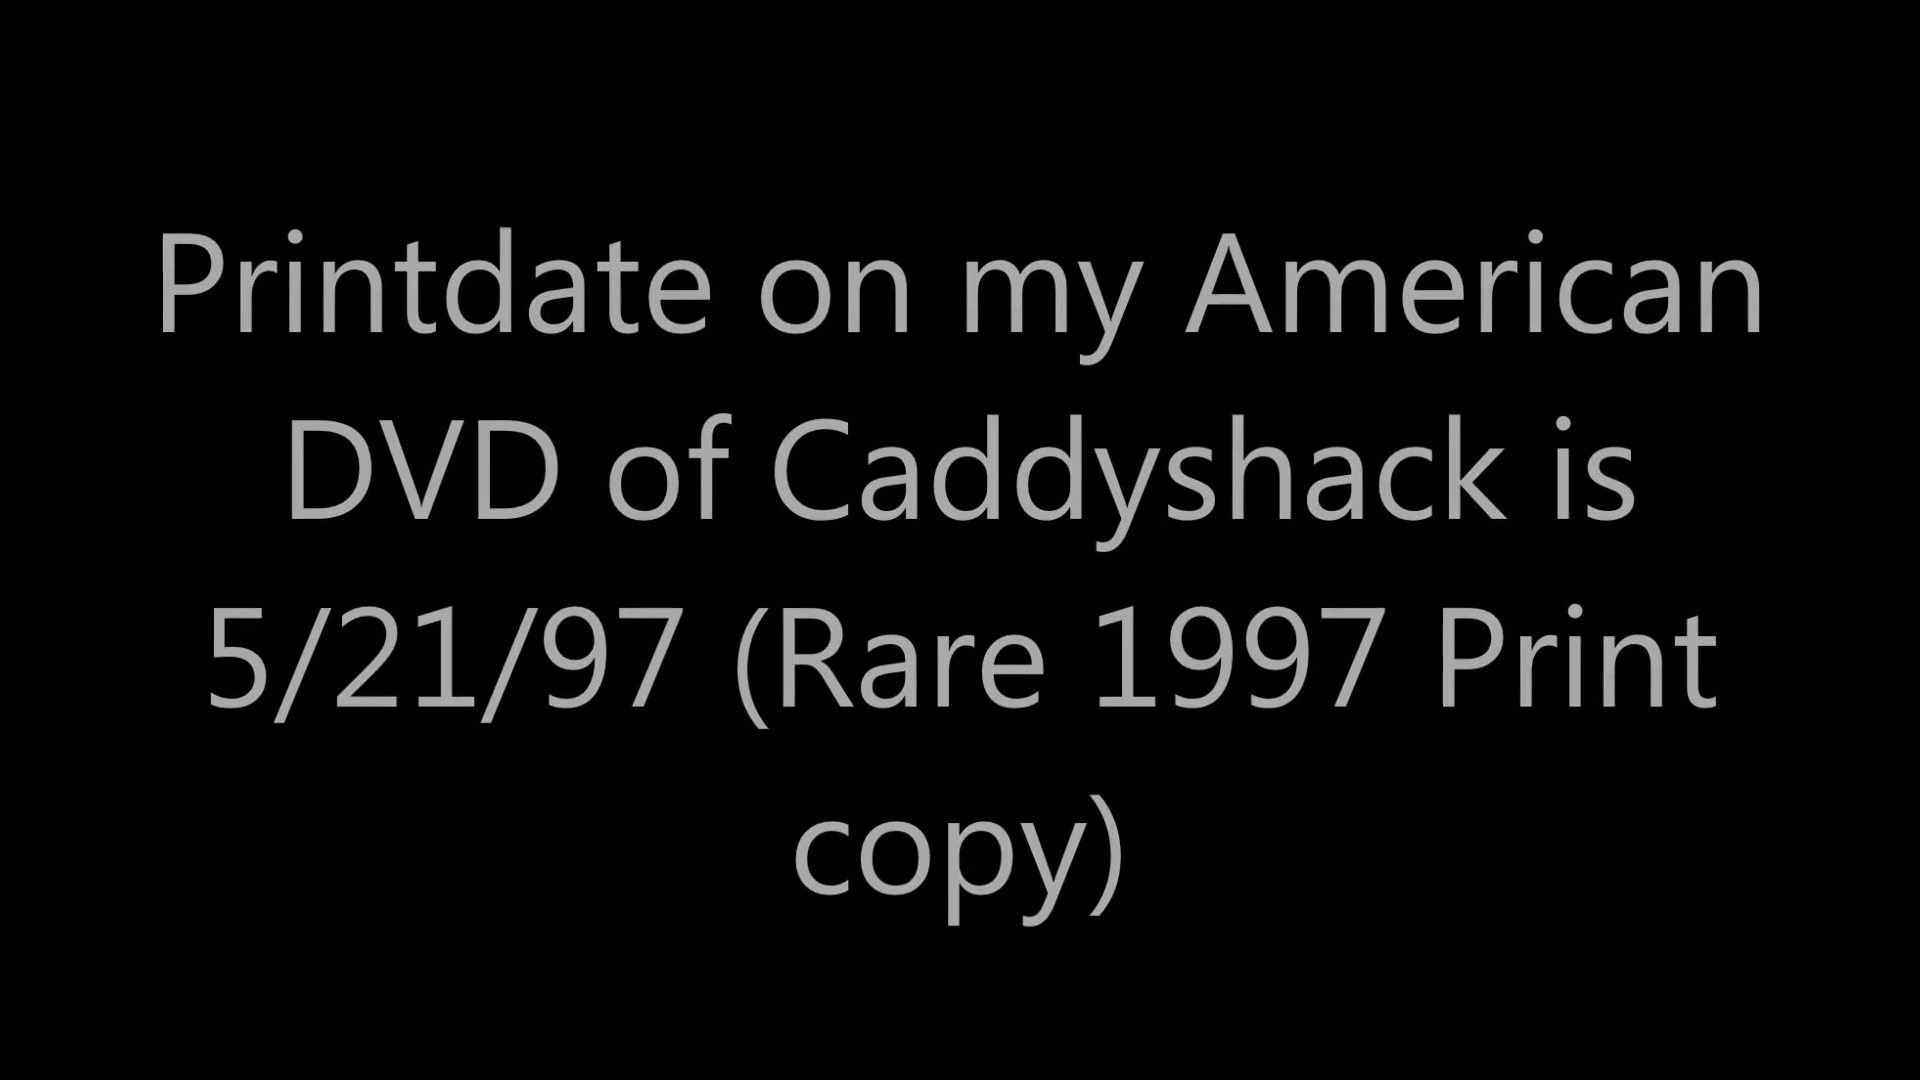 Printdate on my American
DVD of Caddyshack is
5/21/97 (Rare 1997 Print
copy)